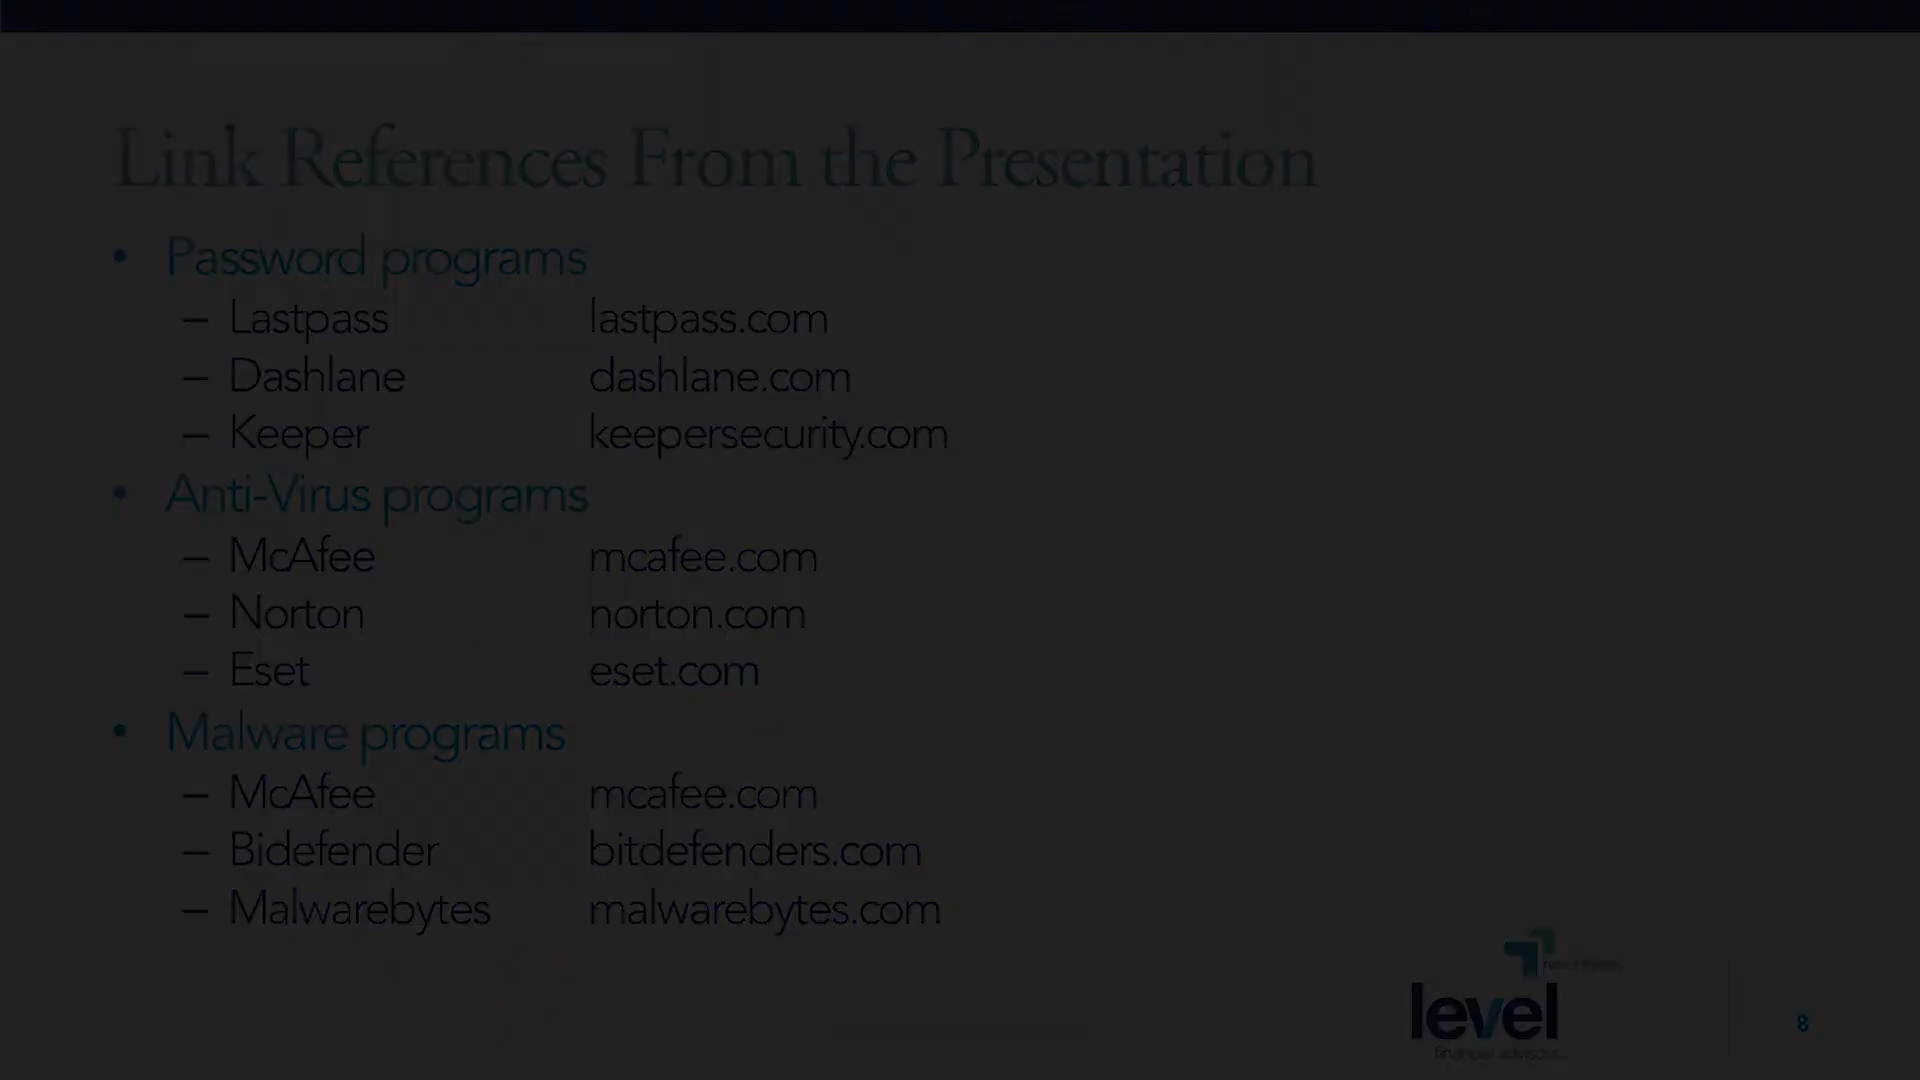 Link References From the Presentation
• Password programs
– Lastpass lastpass.com
– Dashlane dashlane.com
– Keeper keepersecurity.com
• Anti-Virus programs
– McAfee mcafee.com
– Norton norton.com
– Eset eset.com
• Malware programs
– McAfee mcafee.com
– Bidefender bitdefenders.com
– Malwarebytes malwarebytes.com
level
financial advisors
8